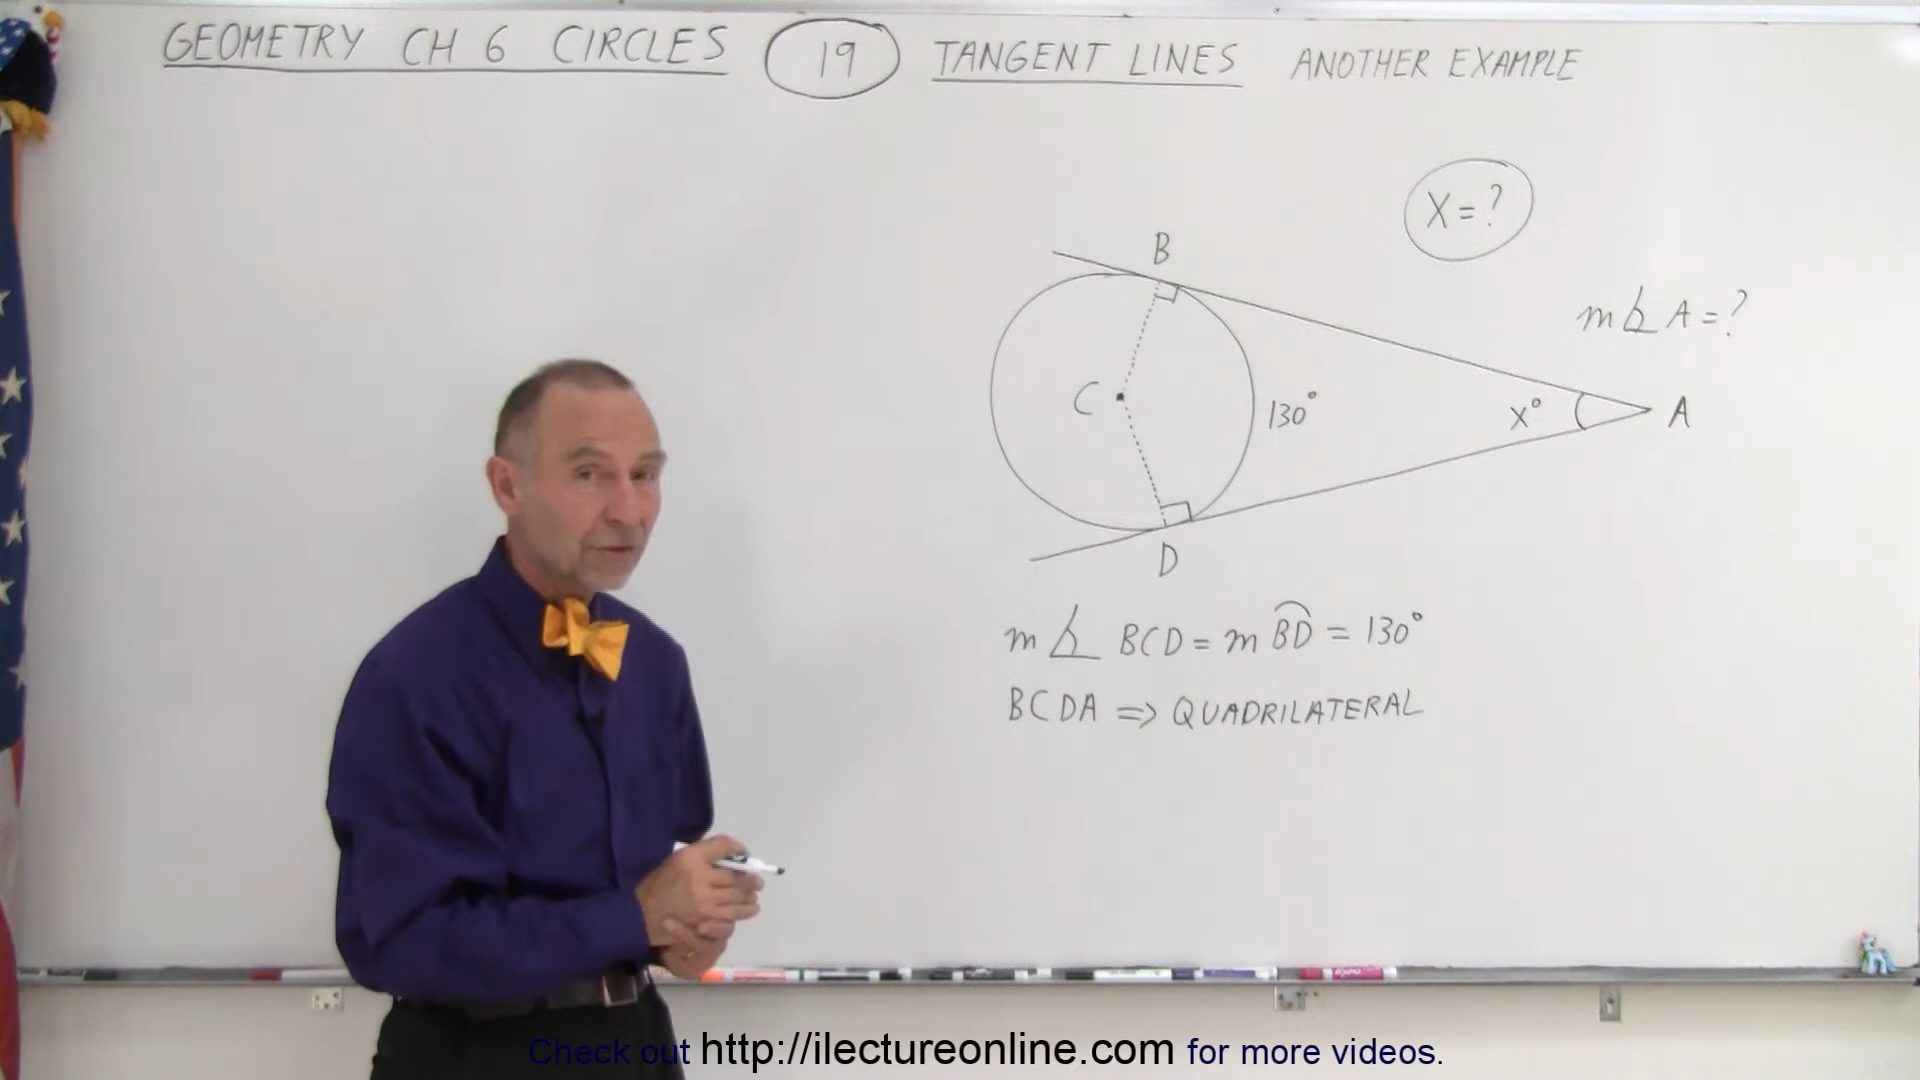 GEOMETRY CH 6 CIRCLES 19 TANGENT LINES ANOTHER EXAMPLE
X = ?
B
m∠ A = ?
C
130°
X°
A
D
m∠ BCD = m B͡D = 130°
BCDA ⇒ QUADRILATERAL
EXPO
Check out http://ilectureonline.com for more videos.